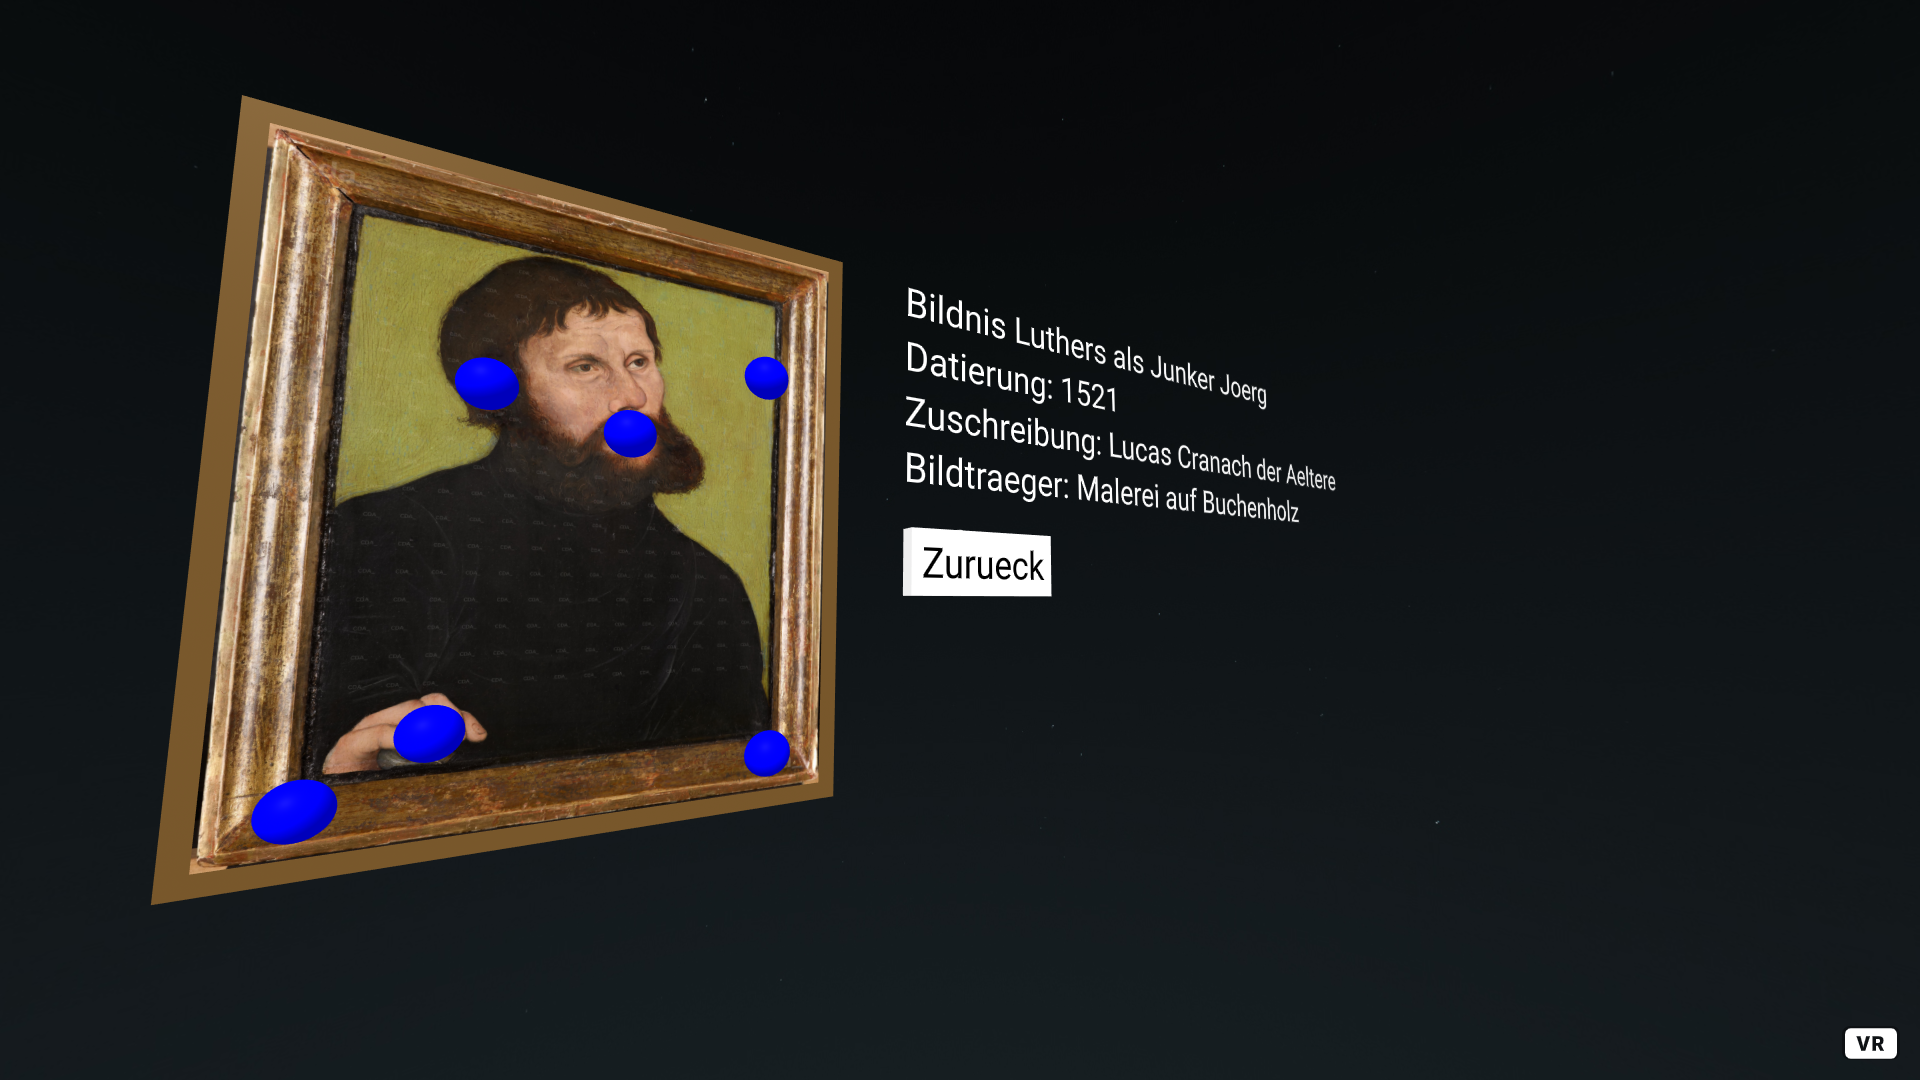 Bildnis Luthers als Junker Joerg
Datierung: 1521
Zuschreibung: Lucas Cranach der Aeltere
Bildtraeger: Malerei auf Buchenholz
Zurueck
VR